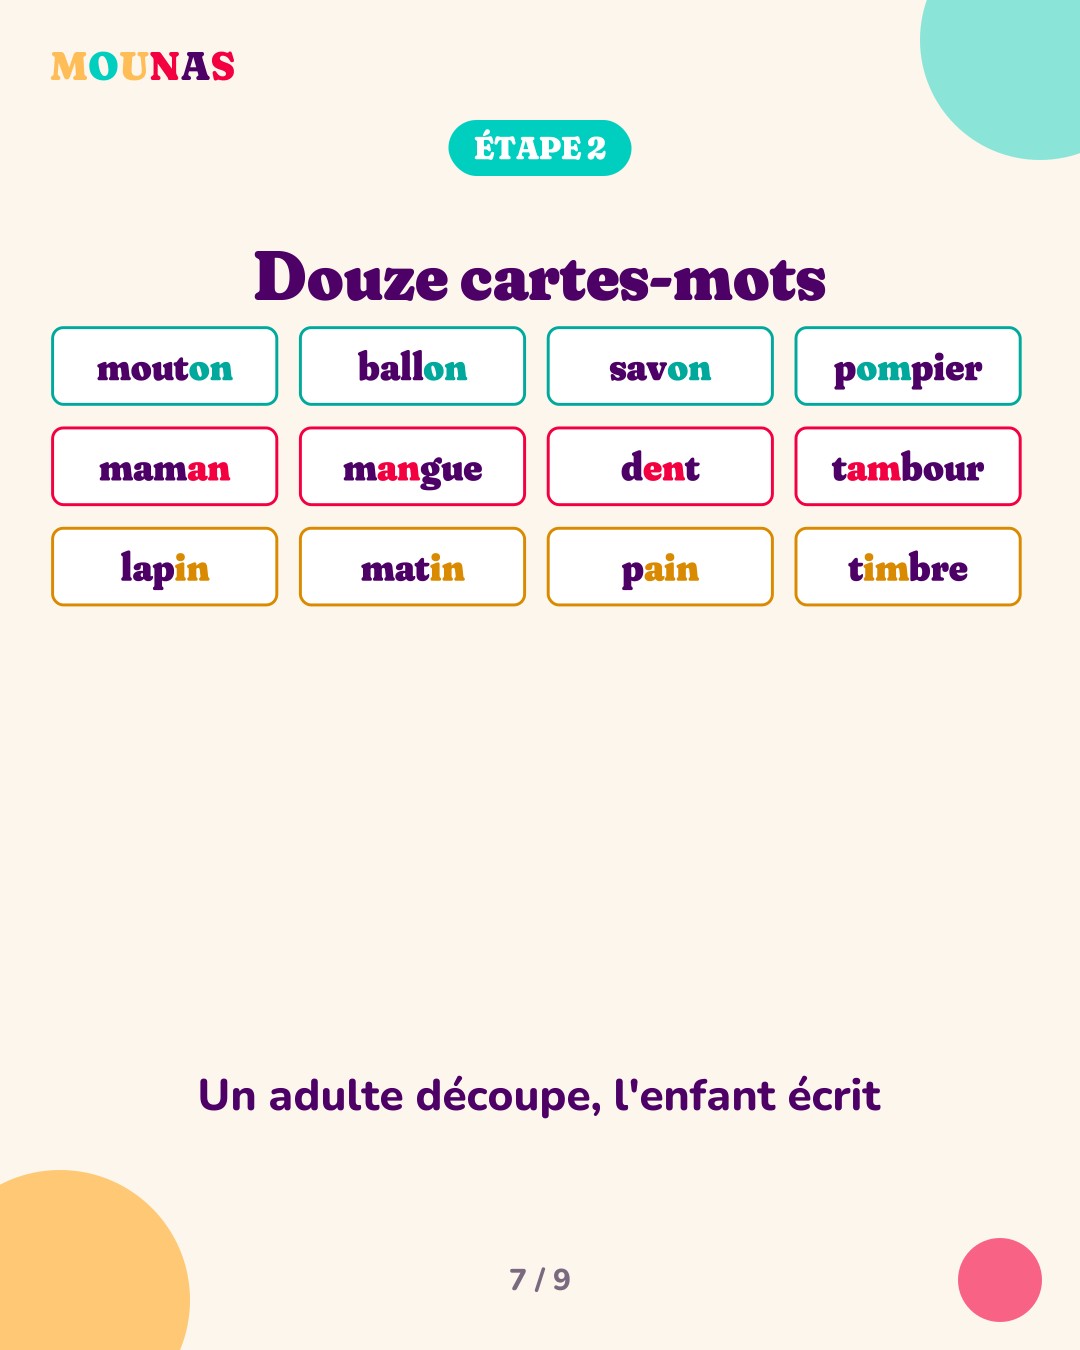 MOUNAS
ÉTAPE 2
Douze cartes-mots
mouton ballon savon pompier
maman mangue dent tambour
lapin matin pain timbre
Un adulte découpe, l'enfant écrit
7 / 9